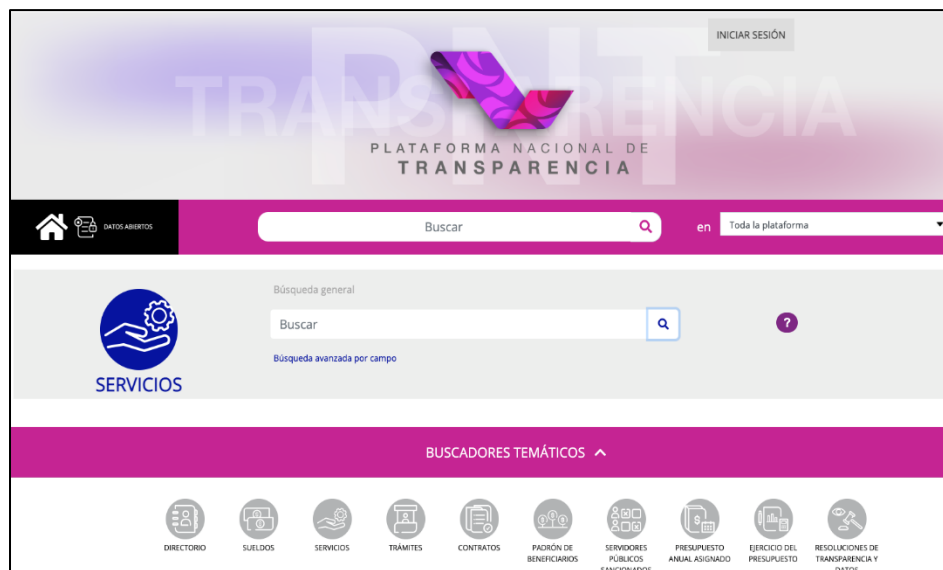 PNT
TRANSPARENCIA
INICIAR SESIÓN
PLATAFORMA NACIONAL DE
TRANSPARENCIA
DATOS ABIERTOS
Buscar
en
Toda la plataforma
Búsqueda general
Buscar
?
Búsqueda avanzada por campo
SERVICIOS
BUSCADORES TEMÁTICOS
DIRECTORIO
SUELDOS
SERVICIOS
TRÁMITES
CONTRATOS
PADRÓN DE
BENEFICIARIOS
SERVIDORES
PÚBLICOS
SANCIONADOS
PRESUPUESTO
ANUAL ASIGNADO
EJERCICIO DEL
PRESUPUESTO
RESOLUCIONES DE
TRANSPARENCIA Y
DATOS